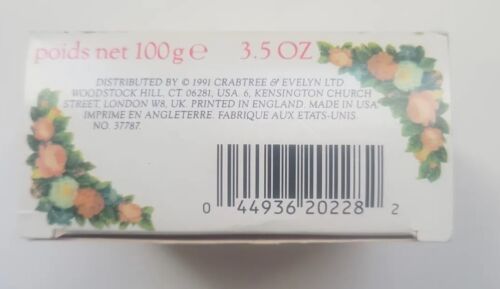 poids net 100g e 3.5 OZ
DISTRIBUTED BY © 1991 CRABTREE & EVELYN LTD
WOODSTOCK HILL, CT. 06281, USA. 6, KENSINGTON CHURCH
STREET, LONDON W8, UK. PRINTED IN ENGLAND. MADE IN USA
IMPRIME EN ANGLETERRE. FABRIQUE AUX ETATS-UNIS
NO. 37787.
0 44936 20228 2